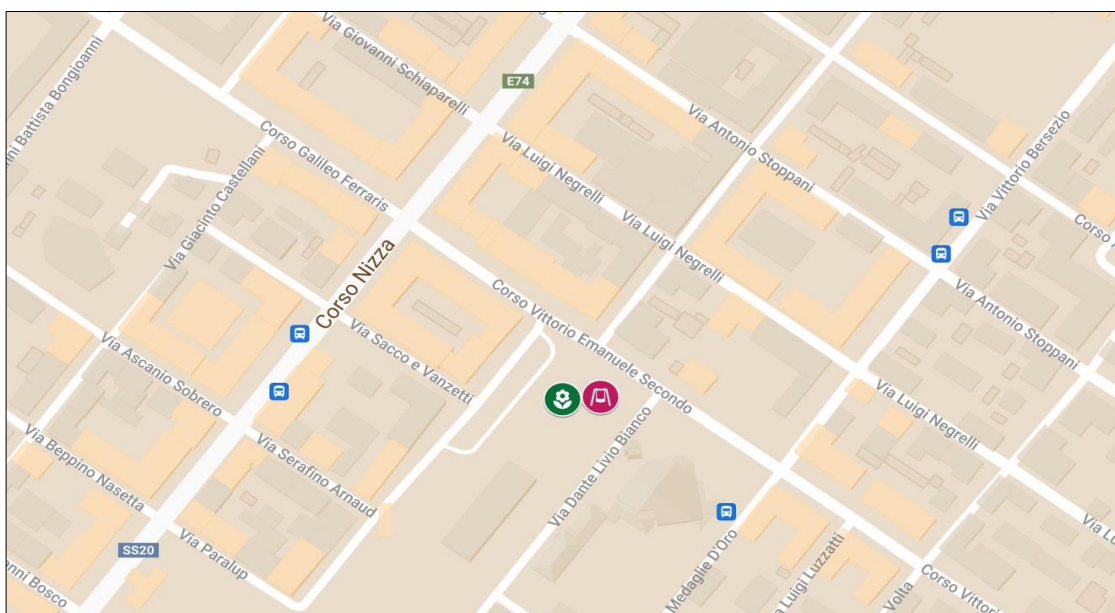 Via Giovanni Schiaparelli
E74
Battista Bongioanni
Corso Galileo Ferraris
Via Luigi Negrelli
Via Antonio Stoppani
Via Vittorio Bersezio
Via Giacinto Castellani
Via Luigi Negrelli
Corso
Corso Nizza
Corso Vittorio Emanuele Secondo
Via Antonio Stoppani
Via Sacco e Vanzetti
Via Ascanio Sobrero
Via Luigi Negrelli
Via Dante Livio Bianco
Via Beppino Nasetta
Via Serafino Arnaud
SS20
Via Paralup
Medaglie D'Oro
Via Luigi Luzzatti
Via Lu
Bosco
Volta
Corso Vittori